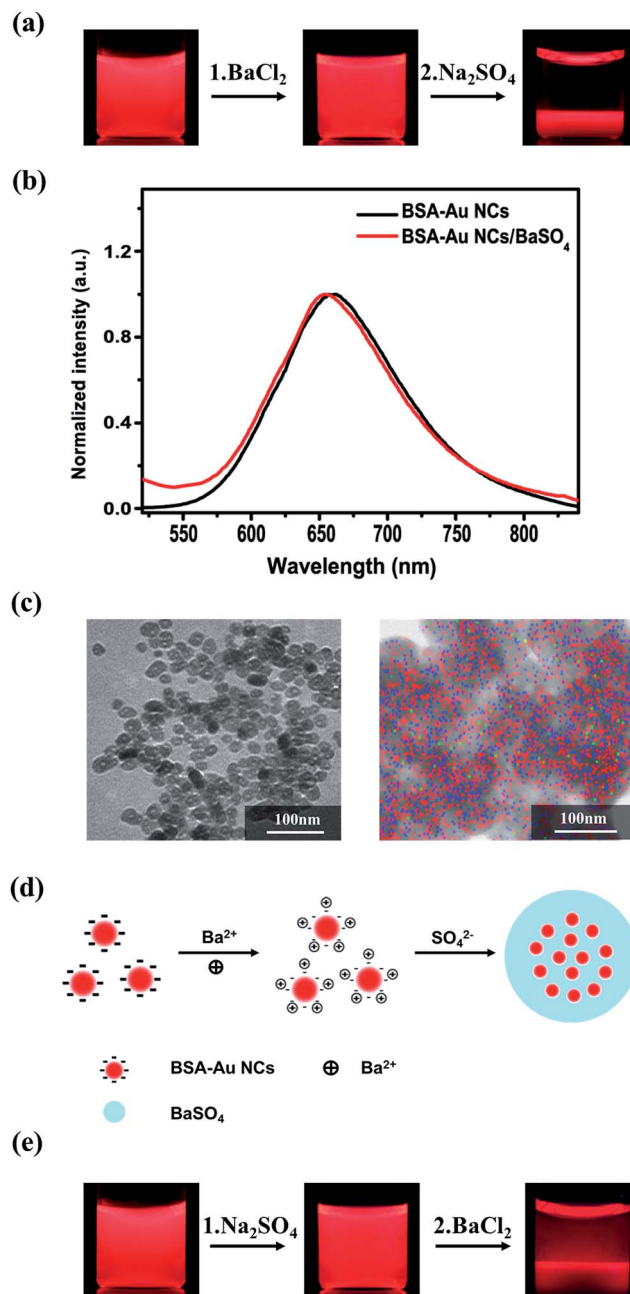 (a)
1.BaCl₂ 2.Na₂SO₄
(b)
BSA-Au NCs
BSA-Au NCs/BaSO₄
Normalized intensity (a.u.)
1.2
0.8
0.4
0.0
550 600 650 700 750 800
Wavelength (nm)
(c)
100nm 100nm
(d)
Ba²⁺ SO₄²⁻
BSA-Au NCs Ba²⁺
BaSO₄
(e)
1.Na₂SO₄ 2.BaCl₂